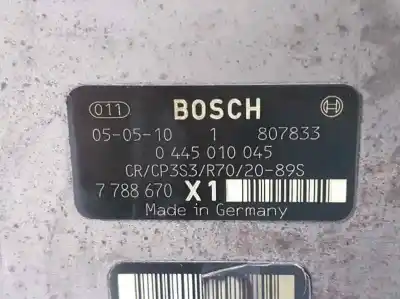 011 BOSCH
05-05-10 1 807833
0 445 010 045
CR/CP3S3/R70/20-89S
7 788 670 X1
Made in Germany